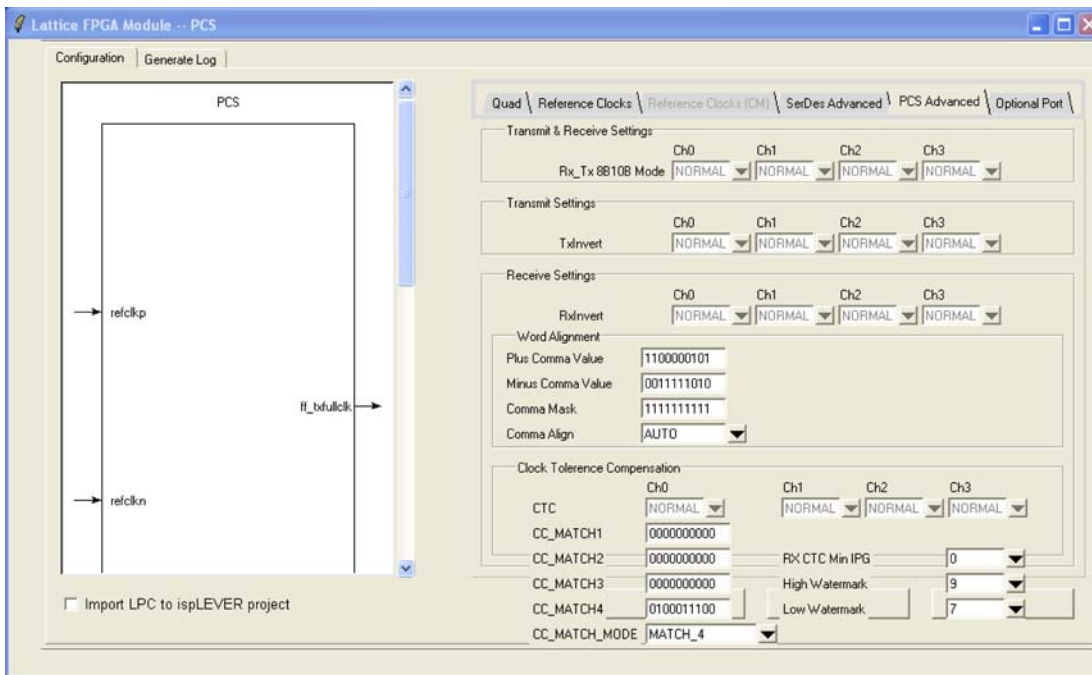 Lattice FPGA Module -- PCS
Configuration Generate Log
PCS
refclkp
ff_txfullclk
refclkn
Import LPC to ispLEVER project
Quad Reference Clocks Reference Clocks (CM) SerDes Advanced PCS Advanced Optional Port
Transmit & Receive Settings
Ch0 Ch1 Ch2 Ch3
Rx_Tx 8B10B Mode NORMAL NORMAL NORMAL NORMAL
Transmit Settings
Ch0 Ch1 Ch2 Ch3
TxInvert NORMAL NORMAL NORMAL NORMAL
Receive Settings
Ch0 Ch1 Ch2 Ch3
RxInvert NORMAL NORMAL NORMAL NORMAL
Word Alignment
Plus Comma Value 1100000101
Minus Comma Value 0011111010
Comma Mask 1111111111
Comma Align AUTO
Clock Tolerence Compensation
Ch0 Ch1 Ch2 Ch3
CTC NORMAL NORMAL NORMAL NORMAL
CC_MATCH1 0000000000
CC_MATCH2 0000000000 RX CTC Min IPG 0
CC_MATCH3 0000000000 High Watermark 9
CC_MATCH4 0100011100 Low Watermark 7
CC_MATCH_MODE MATCH_4